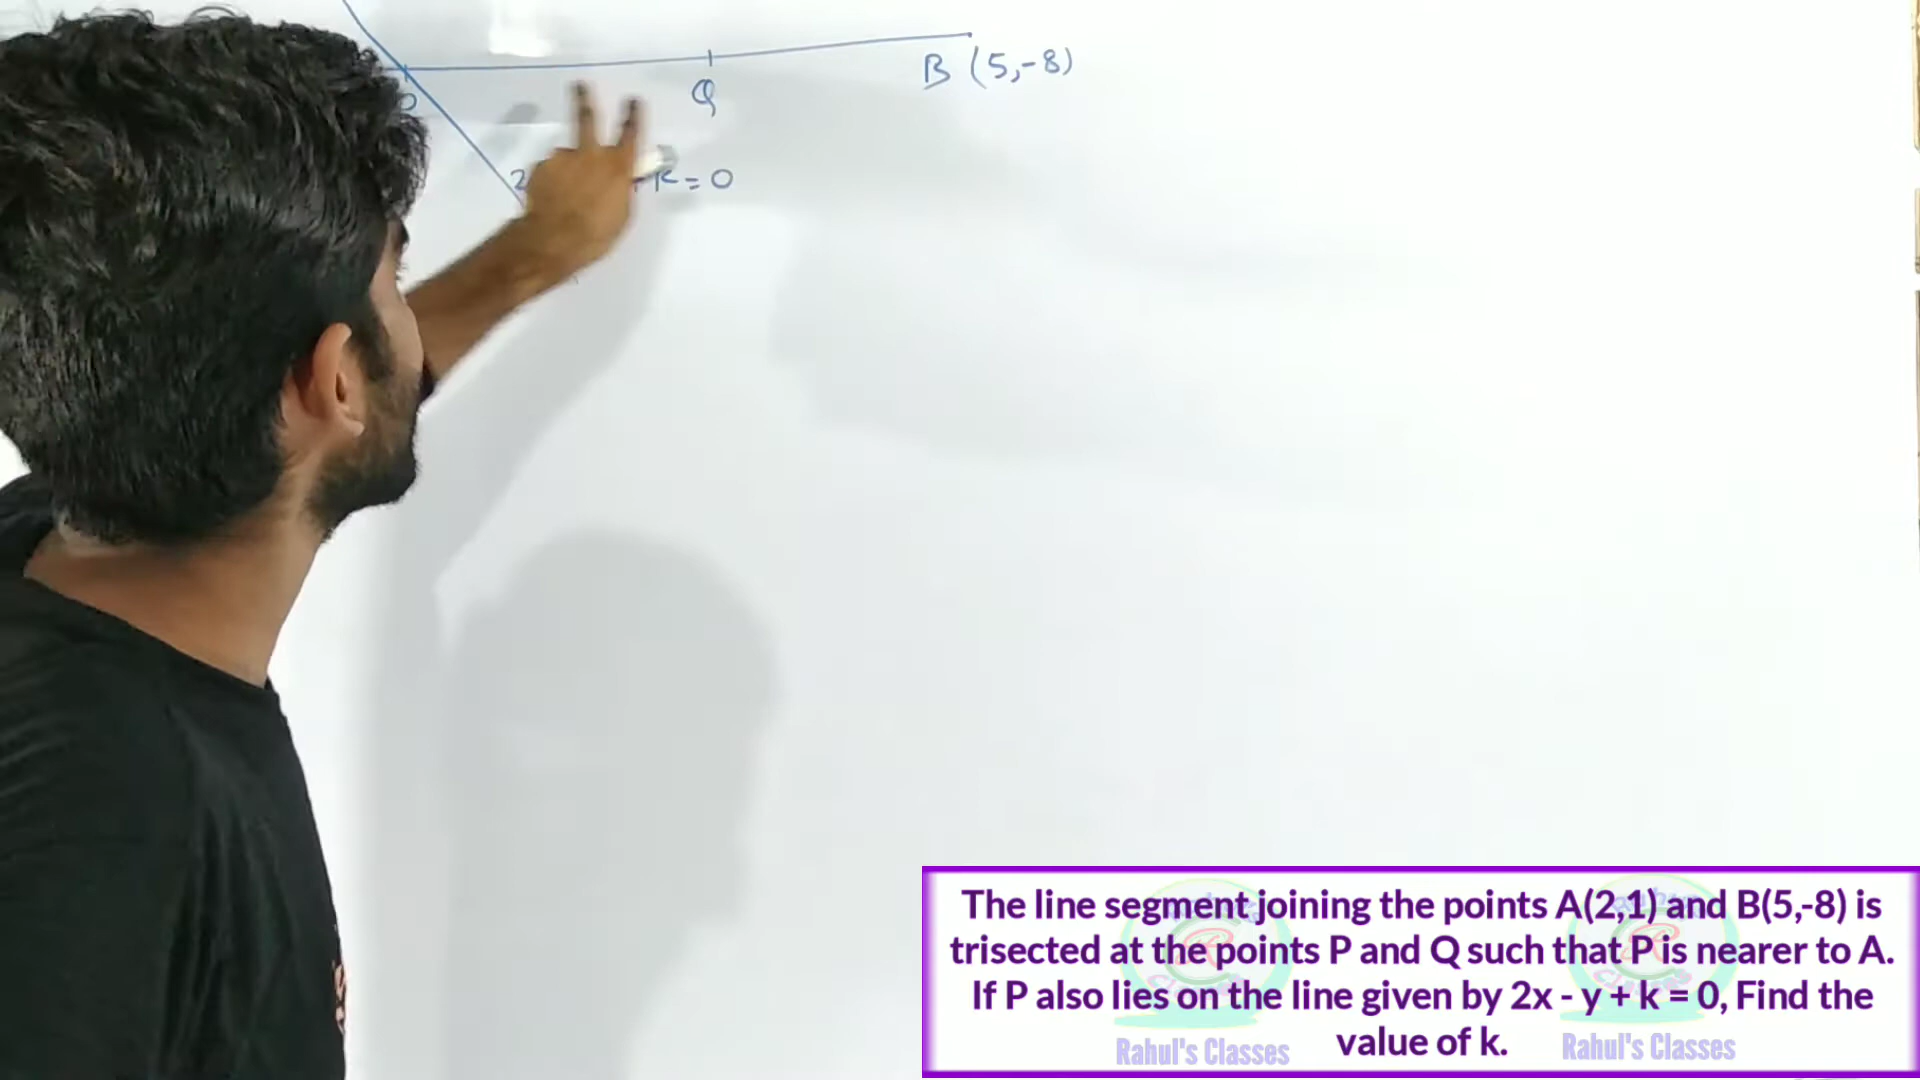 B (5,-8)
Q
2
K = 0
The line segment joining the points A(2,1) and B(5,-8) is
trisected at the points P and Q such that P is nearer to A.
If P also lies on the line given by 2x - y + k = 0, Find the
value of k.
Rahul's Classes
Rahul's Classes